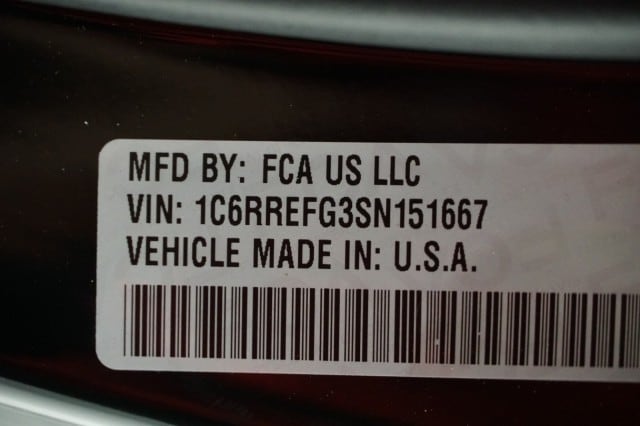 MFD BY: FCA US LLC
VIN: 1C6RREFG3SN151667
VEHICLE MADE IN: U.S.A.